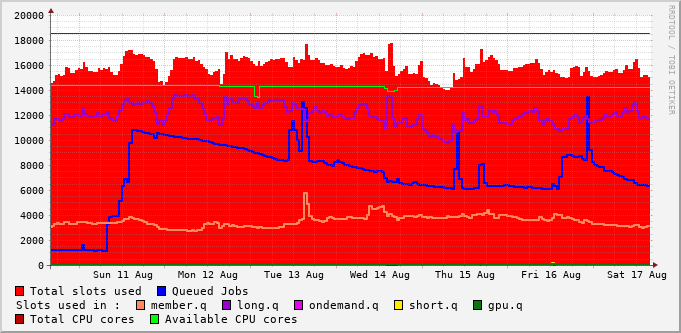 20000
18000
16000
14000
12000
10000
8000
6000
4000
2000
0
Sun 11 Aug Mon 12 Aug Tue 13 Aug Wed 14 Aug Thu 15 Aug Fri 16 Aug Sat 17 Aug
RRDTOOL / TOBI OETIKER
Total slots used Queued Jobs
Slots used in : member.q long.q ondemand.q short.q gpu.q
Total CPU cores Available CPU cores